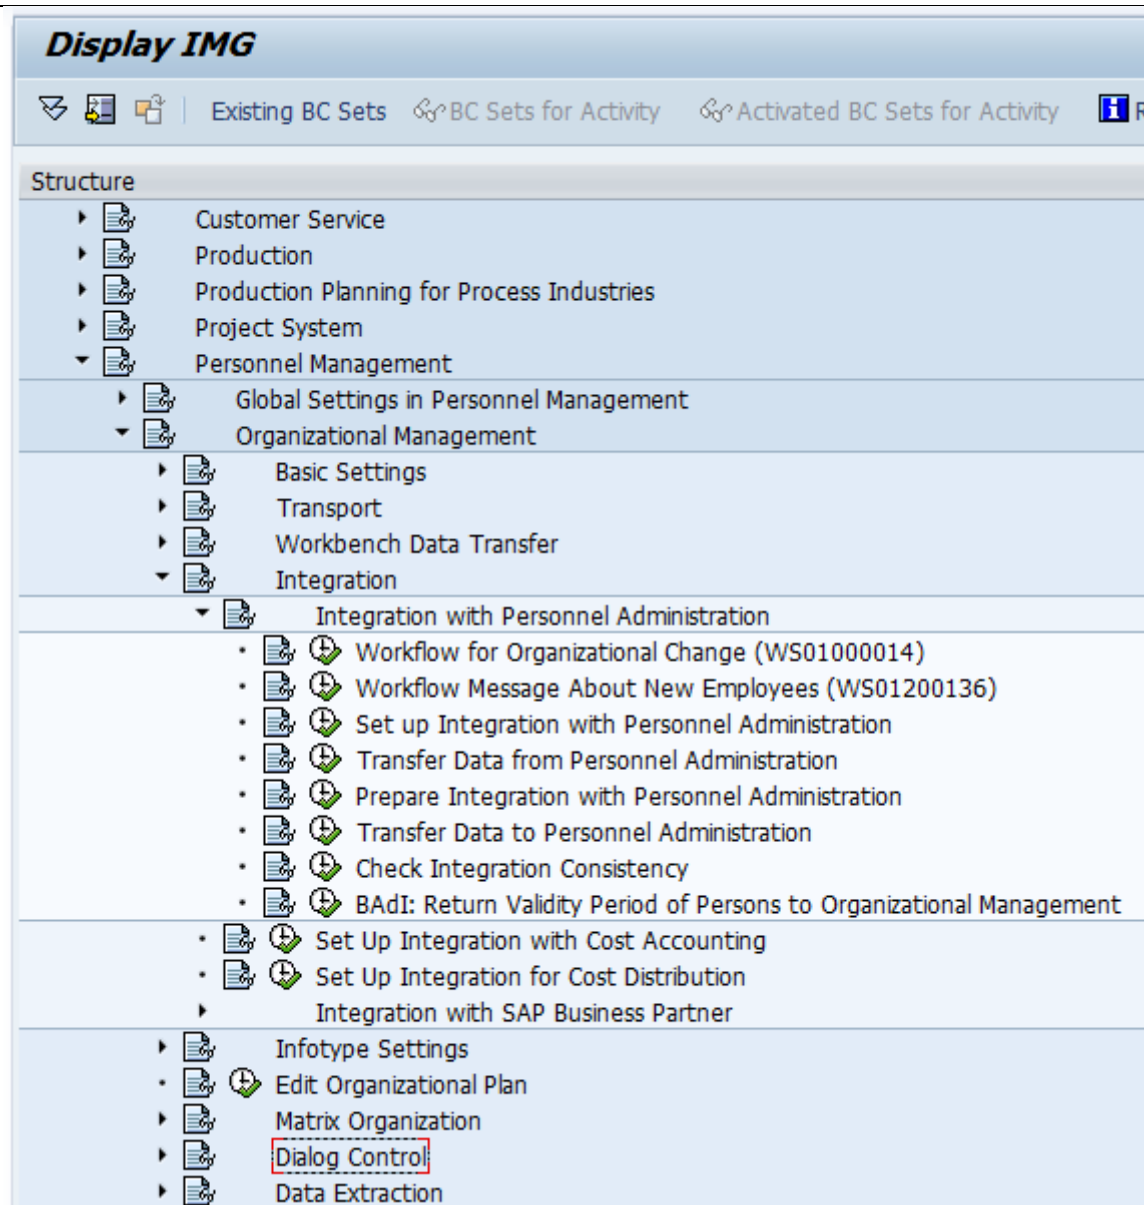 Display IMG
Existing BC Sets BC Sets for Activity Activated BC Sets for Activity R
Structure
Customer Service
Production
Production Planning for Process Industries
Project System
Personnel Management
Global Settings in Personnel Management
Organizational Management
Basic Settings
Transport
Workbench Data Transfer
Integration
Integration with Personnel Administration
Workflow for Organizational Change (WS01000014)
Workflow Message About New Employees (WS01200136)
Set up Integration with Personnel Administration
Transfer Data from Personnel Administration
Prepare Integration with Personnel Administration
Transfer Data to Personnel Administration
Check Integration Consistency
BAdI: Return Validity Period of Persons to Organizational Management
Set Up Integration with Cost Accounting
Set Up Integration for Cost Distribution
Integration with SAP Business Partner
Infotype Settings
Edit Organizational Plan
Matrix Organization
Dialog Control
Data Extraction